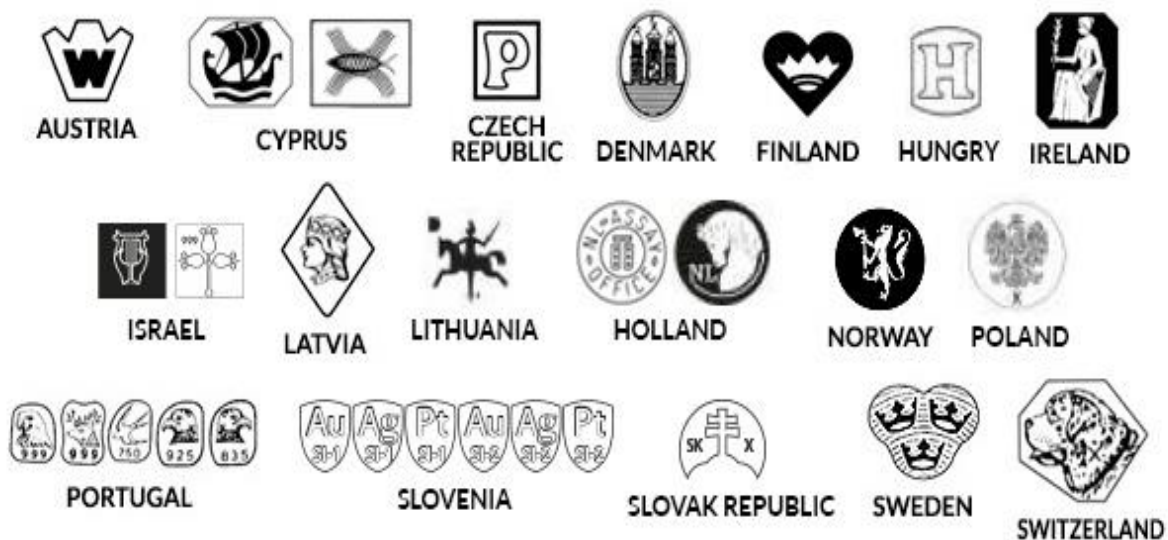 W
P
H
AUSTRIA
CYPRUS
CZECH
REPUBLIC
DENMARK
FINLAND
HUNGRY
IRELAND
999
NL·ASSAY
OFFICE
NL
ISRAEL
LATVIA
LITHUANIA
HOLLAND
NORWAY
POLAND
999 999 750 925 835
Au Ag Pt Au Ag Pt
SI-1 SI-1 SI-1 SI-2 SI-2 SI-2
SK X
PORTUGAL
SLOVENIA
SLOVAK REPUBLIC
SWEDEN
SWITZERLAND